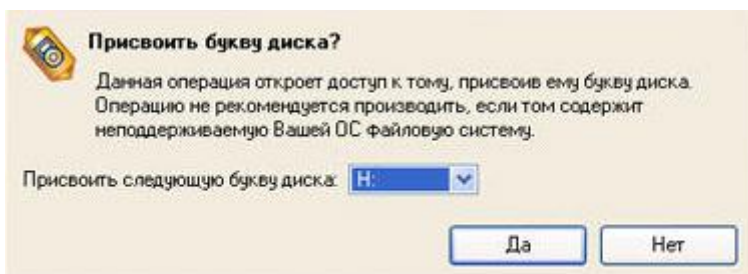 Присвоить букву диска?
Данная операция откроет доступ к тому, присвоив ему букву диска.
Операцию не рекомендуется производить, если том содержит
неподдерживаемую Вашей ОС файловую систему.
Присвоить следующую букву диска: H:
Да Нет